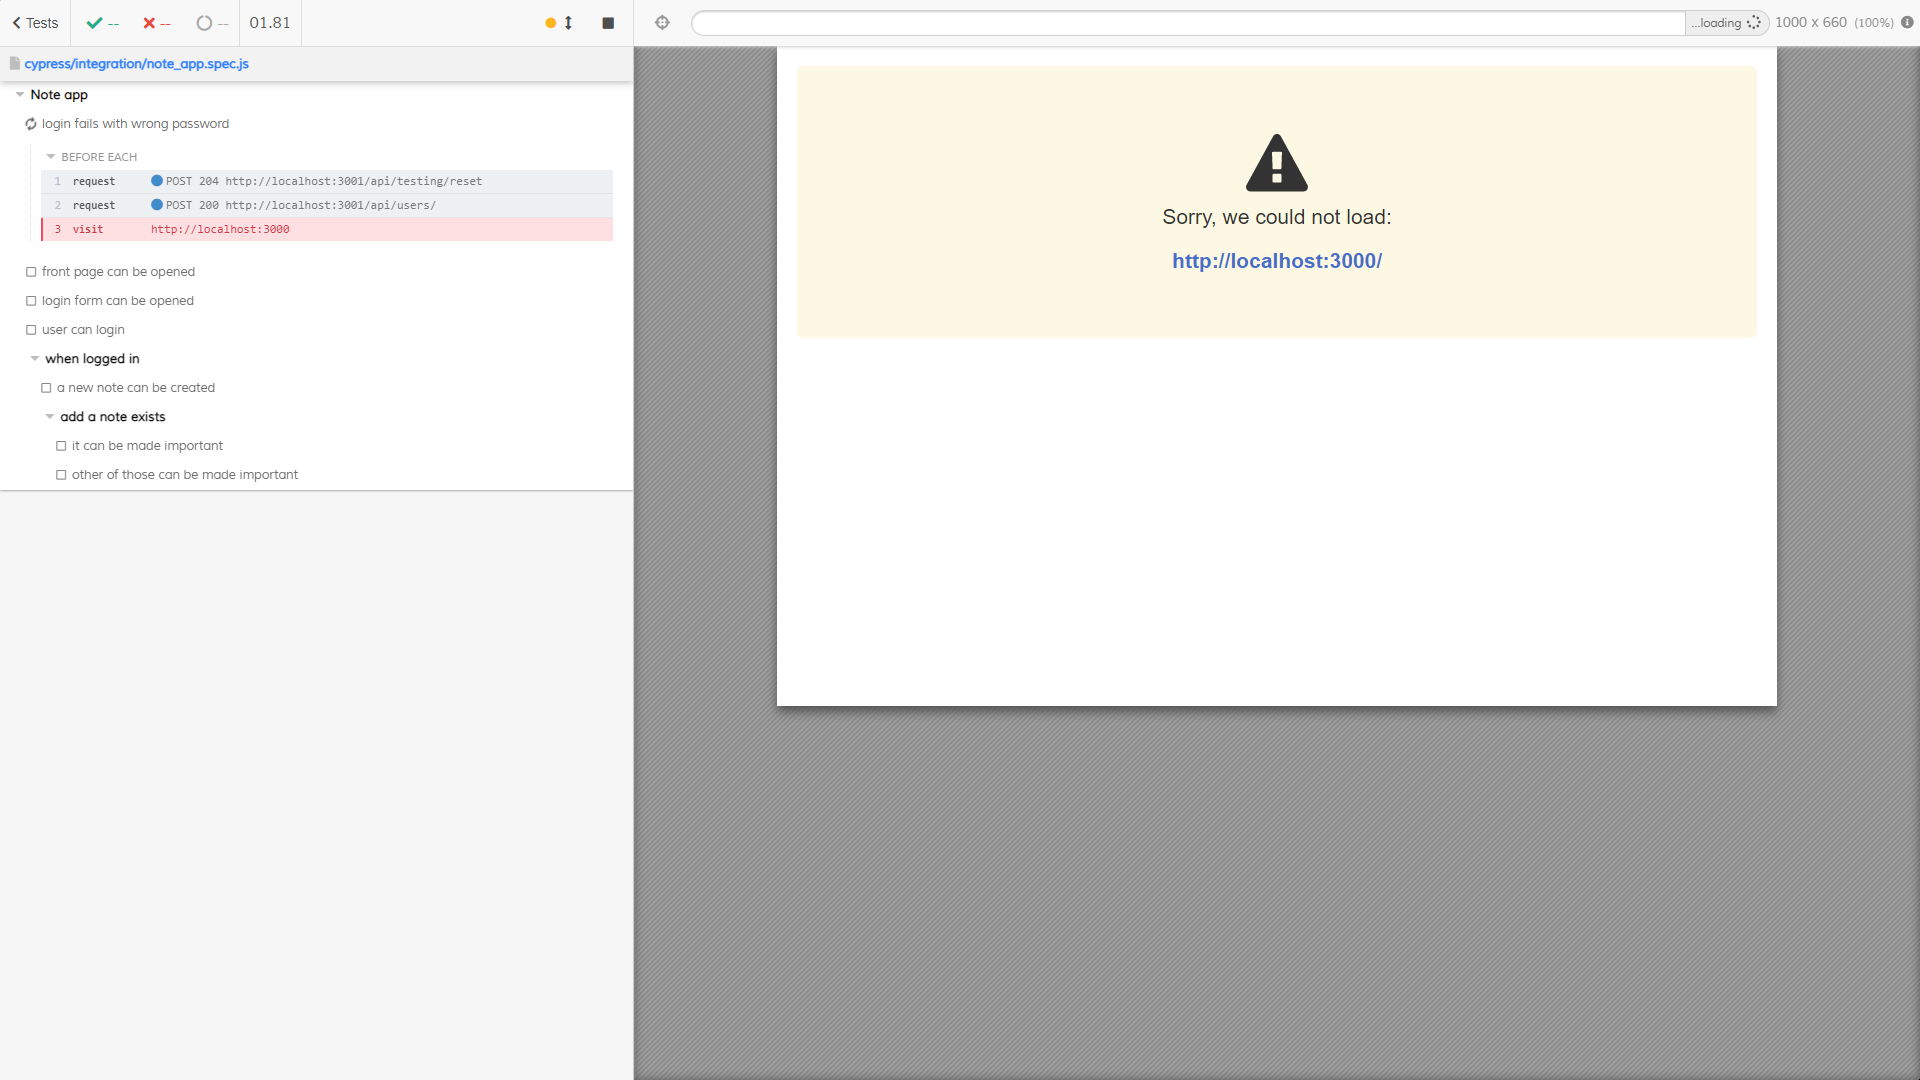 Tests -- -- -- 01.81
...loading 1000 x 660 (100%)
cypress/integration/note_app.spec.js
Note app
login fails with wrong password
BEFORE EACH
1 request POST 204 http://localhost:3001/api/testing/reset
2 request POST 200 http://localhost:3001/api/users/
3 visit http://localhost:3000
front page can be opened
login form can be opened
user can login
when logged in
a new note can be created
add a note exists
it can be made important
other of those can be made important
Sorry, we could not load:
http://localhost:3000/